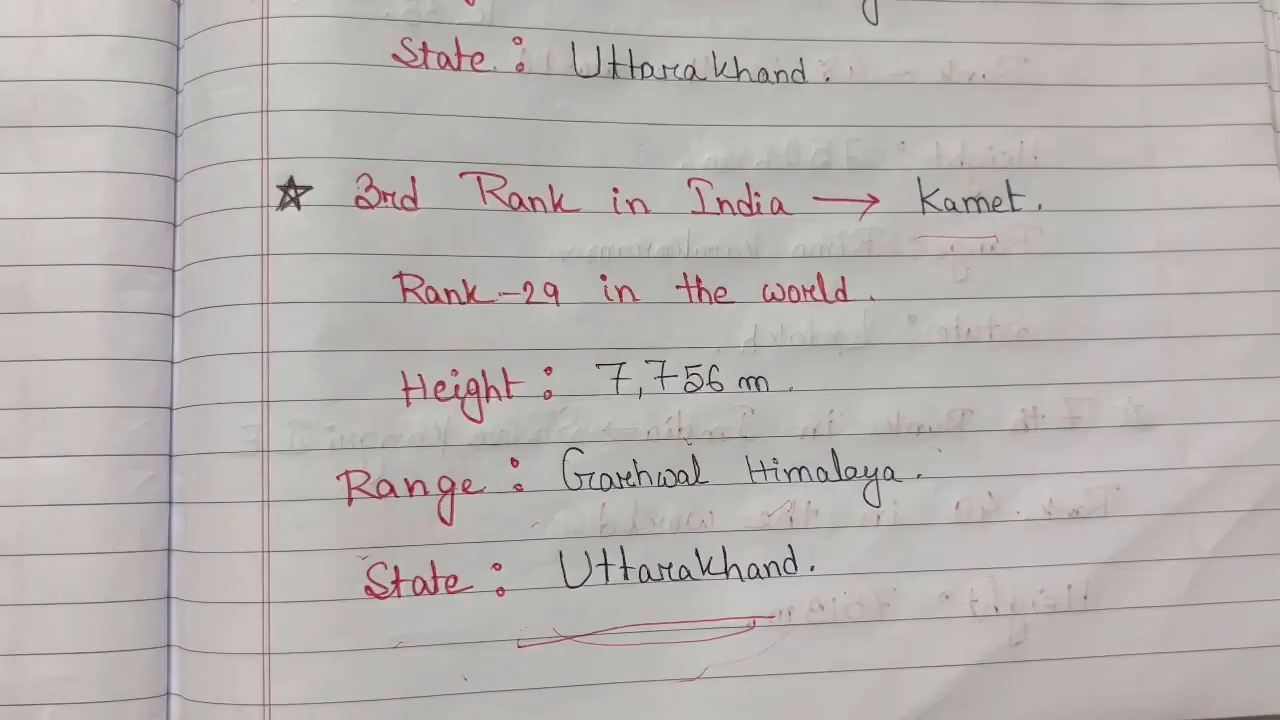 State : Uttarakhand.
☆ 3rd Rank in India → Kamet.
Rank-29 in the world.
Height : 7,756 m.
Range : Garhwal Himalaya.
State : Uttarakhand.